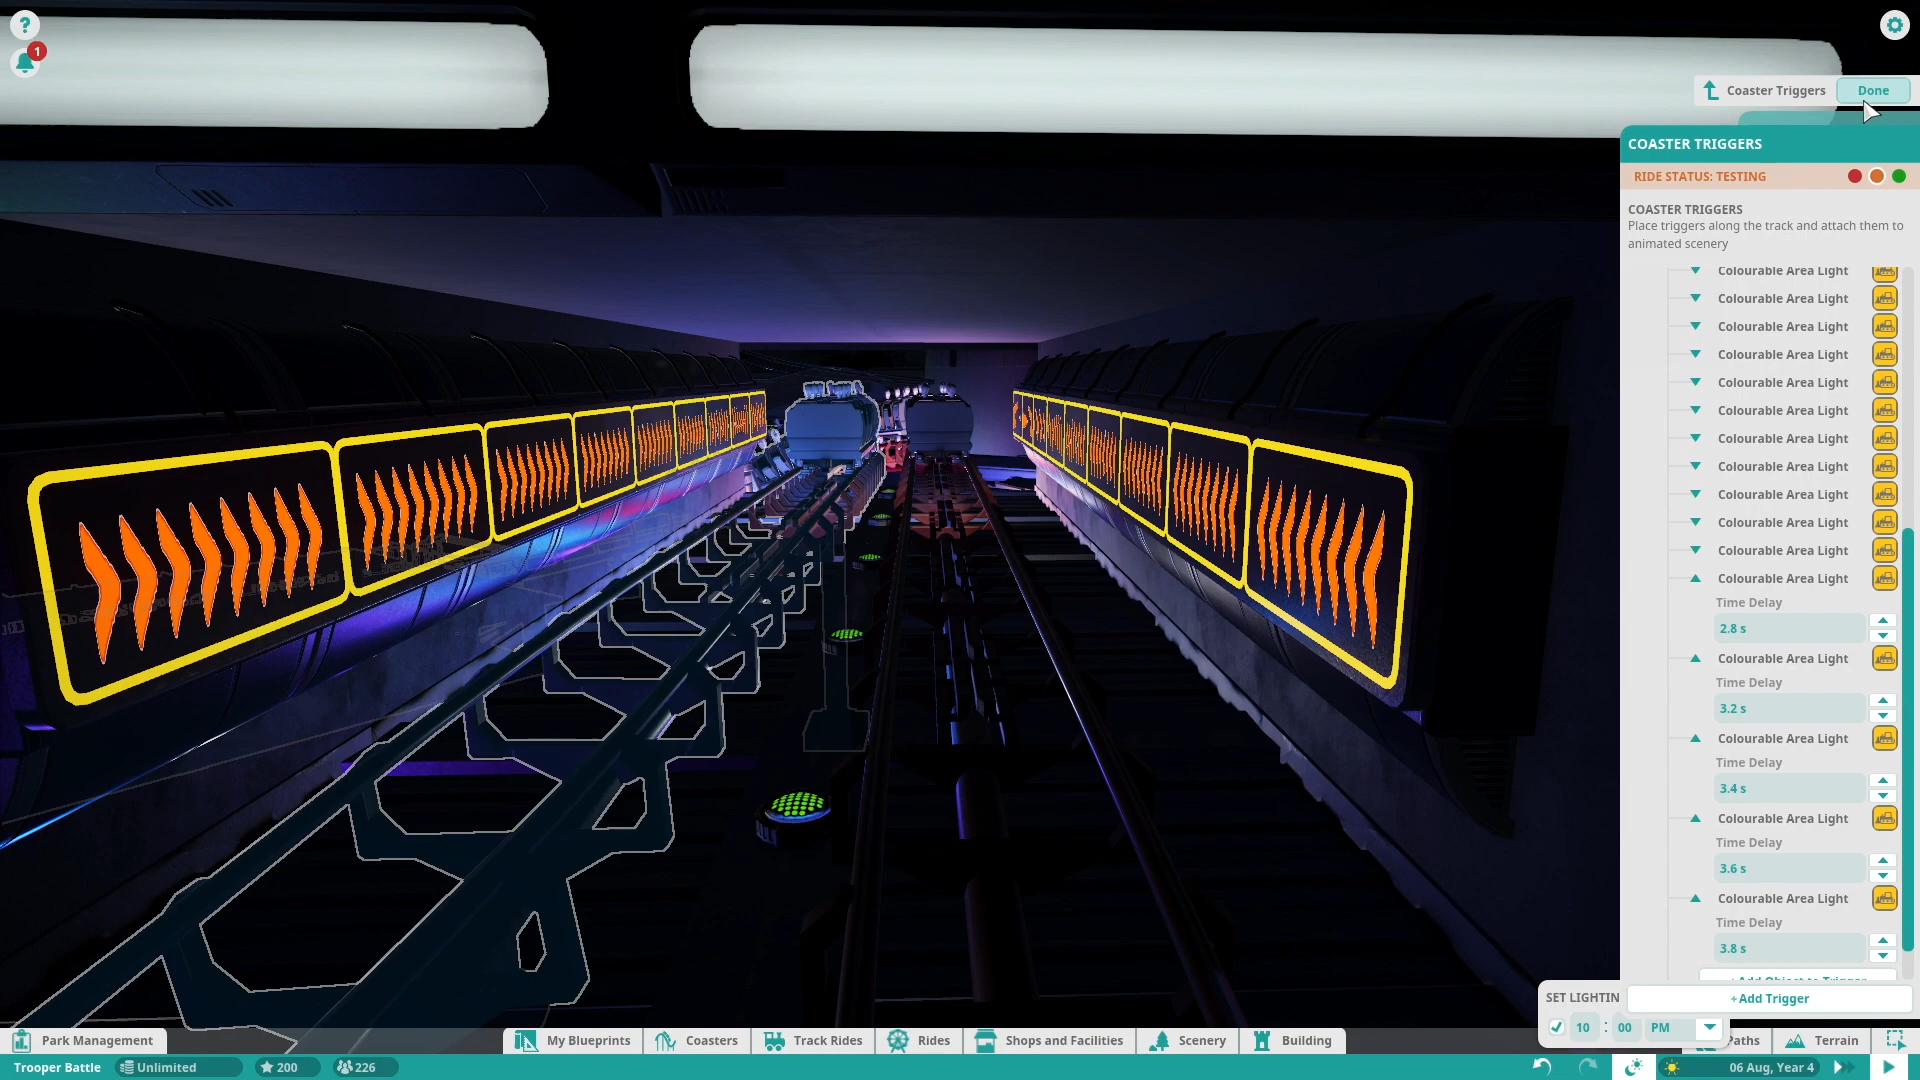 ?
1
Coaster Triggers
Done
COASTER TRIGGERS
RIDE STATUS: TESTING
COASTER TRIGGERS
Place triggers along the track and attach them to
animated scenery
Colourable Area Light
Colourable Area Light
Colourable Area Light
Colourable Area Light
Colourable Area Light
Colourable Area Light
Colourable Area Light
Colourable Area Light
Colourable Area Light
Colourable Area Light
Colourable Area Light
Colourable Area Light
Time Delay
2.8 s
Colourable Area Light
Time Delay
3.2 s
Colourable Area Light
Time Delay
3.4 s
Colourable Area Light
Time Delay
3.6 s
Colourable Area Light
Time Delay
3.8 s
+Add Object to Trigger
SET LIGHTIN
+Add Trigger
10 : 00 PM
Park Management
My Blueprints
Coasters
Track Rides
Rides
Shops and Facilities
Scenery
Building
Paths
Terrain
Trooper Battle
Unlimited
200
226
06 Aug, Year 4